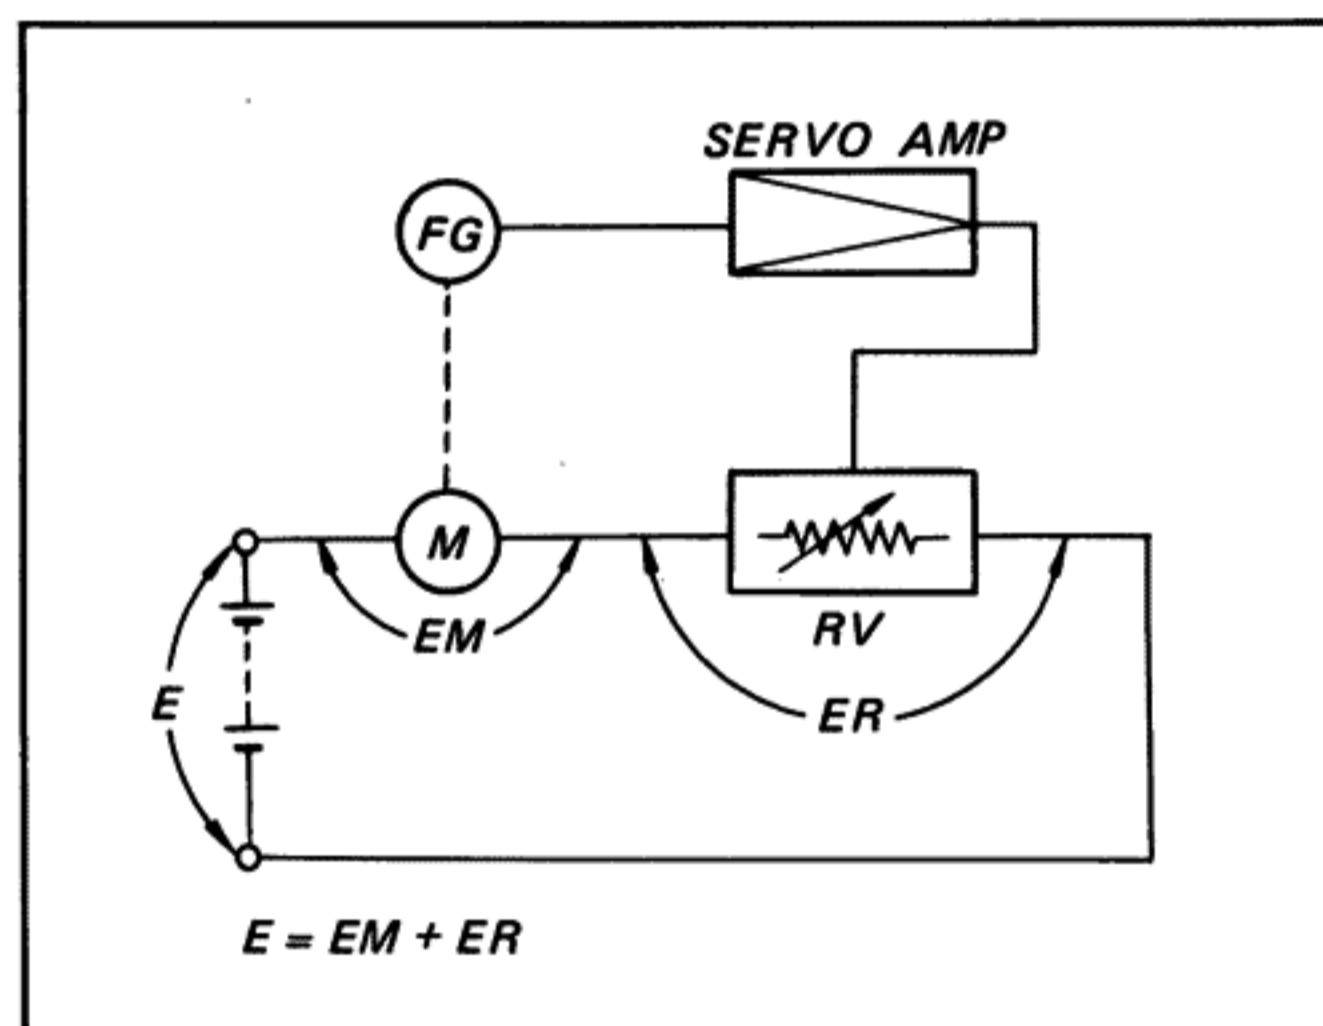 SERVO AMP
FG
M
EM
RV
E
ER
E = EM + ER